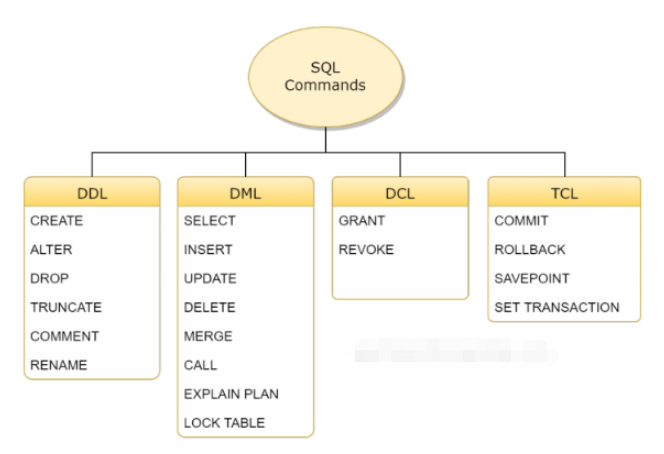 SQL
Commands
DDL
CREATE
ALTER
DROP
TRUNCATE
COMMENT
RENAME
DML
SELECT
INSERT
UPDATE
DELETE
MERGE
CALL
EXPLAIN PLAN
LOCK TABLE
DCL
GRANT
REVOKE
TCL
COMMIT
ROLLBACK
SAVEPOINT
SET TRANSACTION